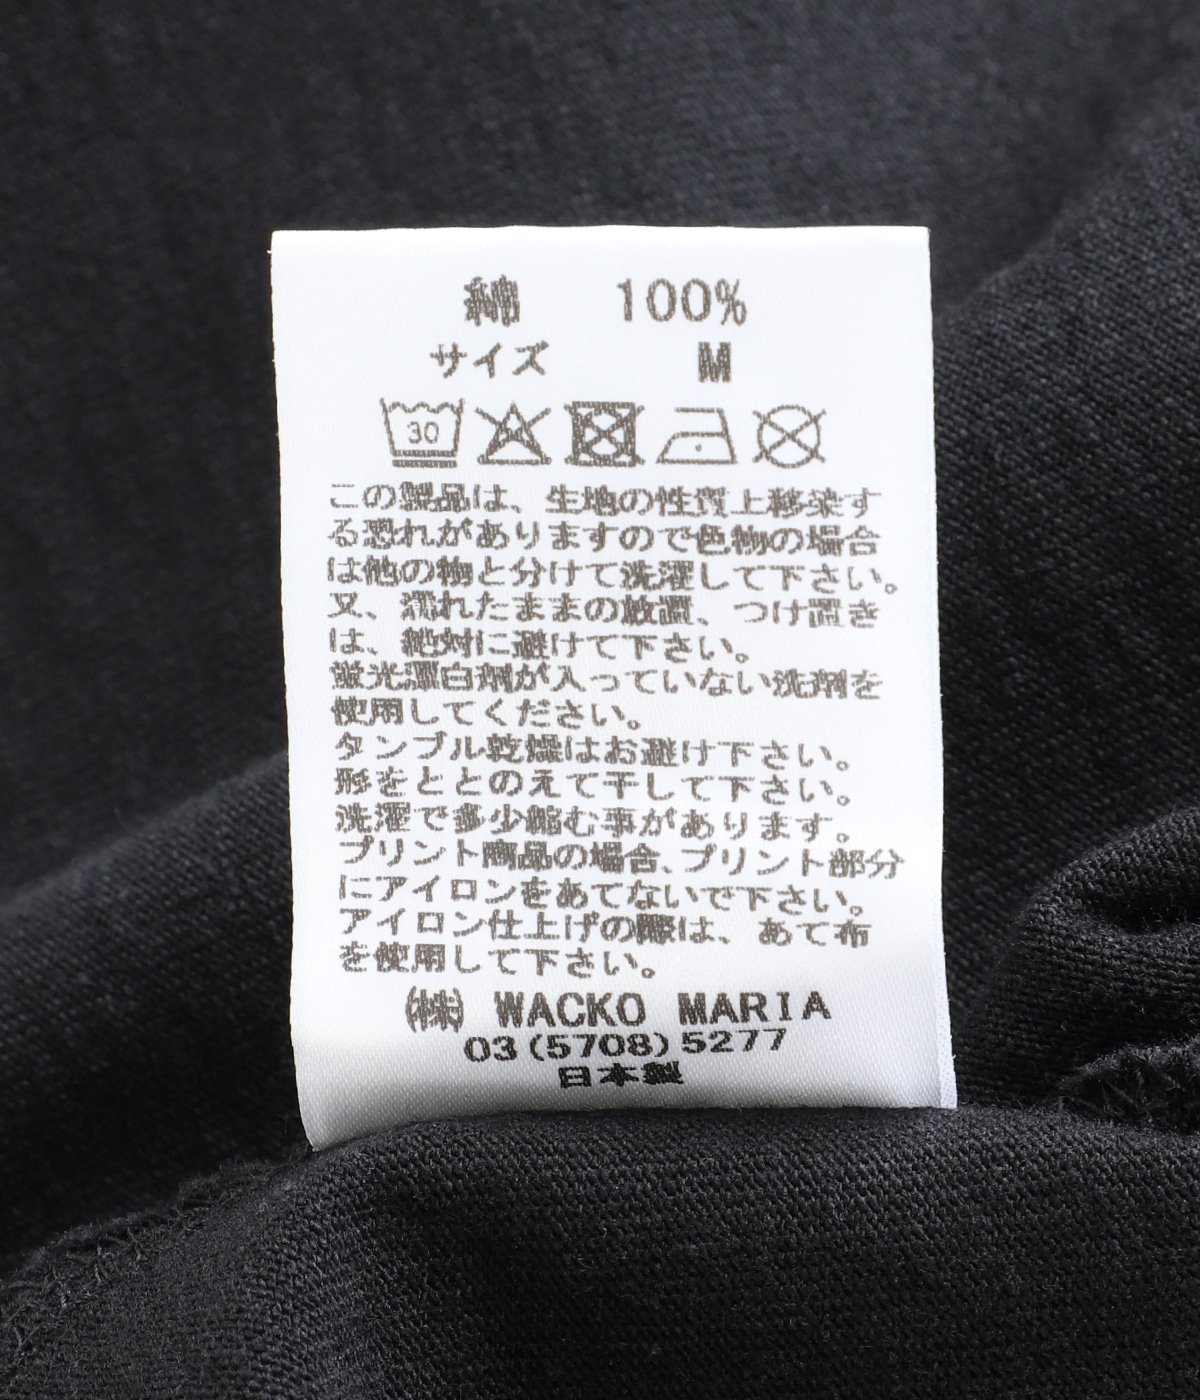 綿 100%
サイズ M
30
この製品は、生地の性質上移染す
る恐れがありますので色物の場合
は他の物と分けて洗濯して下さい。
又、濡れたままの放置、つけ置き
は、絶対に避けて下さい。
蛍光漂白剤が入っていない洗剤を
使用してください。
タンブル乾燥はお避け下さい。
形をととのえて干して下さい。
洗濯で多少縮む事があります。
プリント商品の場合、プリント部分
にアイロンをあてないで下さい。
アイロン仕上げの際は、あて布
を使用して下さい。
㈱ WACKO MARIA
03(5708)5277
日本製